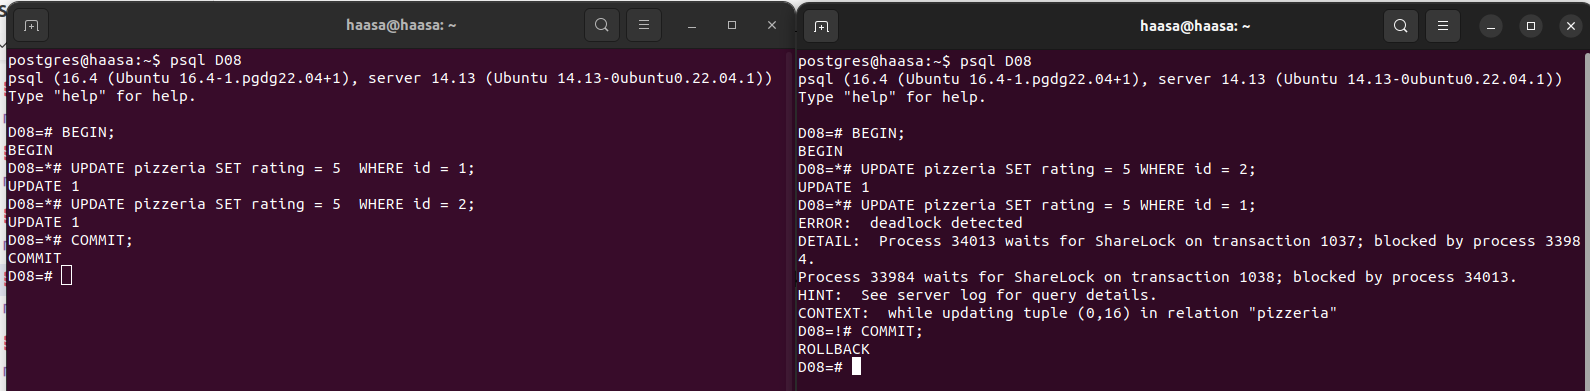 haasa@haasa: ~
postgres@haasa:~$ psql D08
psql (16.4 (Ubuntu 16.4-1.pgdg22.04+1), server 14.13 (Ubuntu 14.13-0ubuntu0.22.04.1))
Type "help" for help.
D08=# BEGIN;
BEGIN
D08=*# UPDATE pizzeria SET rating = 5  WHERE id = 1;
UPDATE 1
D08=*# UPDATE pizzeria SET rating = 5  WHERE id = 2;
UPDATE 1
D08=*# COMMIT;
COMMIT
D08=#
haasa@haasa: ~
postgres@haasa:~$ psql D08
psql (16.4 (Ubuntu 16.4-1.pgdg22.04+1), server 14.13 (Ubuntu 14.13-0ubuntu0.22.04.1))
Type "help" for help.
D08=# BEGIN;
BEGIN
D08=*# UPDATE pizzeria SET rating = 5 WHERE id = 2;
UPDATE 1
D08=*# UPDATE pizzeria SET rating = 5 WHERE id = 1;
ERROR:  deadlock detected
DETAIL:  Process 34013 waits for ShareLock on transaction 1037; blocked by process 3398
4.
Process 33984 waits for ShareLock on transaction 1038; blocked by process 34013.
HINT:  See server log for query details.
CONTEXT:  while updating tuple (0,16) in relation "pizzeria"
D08=!# COMMIT;
ROLLBACK
D08=#